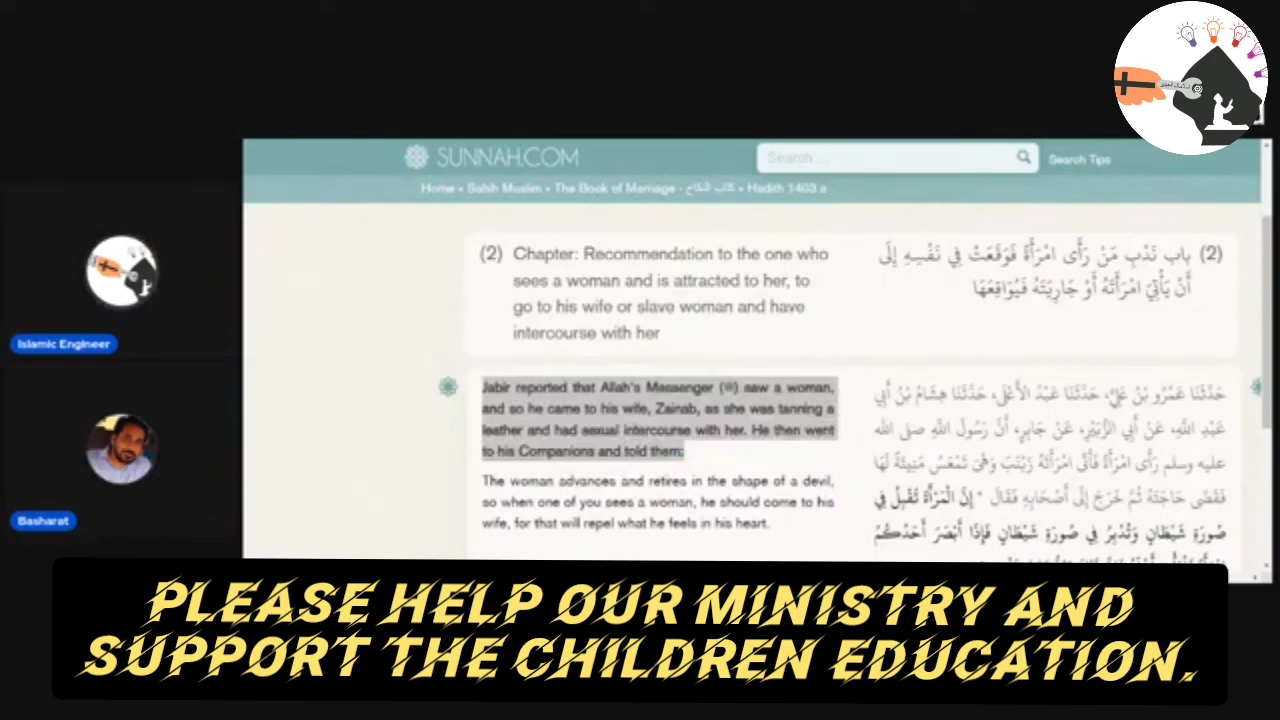 SUNNAH.COM
Search ...
Search Tips
Home » Sahih Muslim » The Book of Marriage - كتاب النكاح » Hadith 1403 a
(2) Chapter: Recommendation to the one who
sees a woman and is attracted to her, to
go to his wife or slave woman and have
intercourse with her
(2) باب نَدْبِ مَنْ رَأَى امْرَأَةً فَوَقَعَتْ فِي نَفْسِهِ إِلَى
أَنْ يَأْتِيَ امْرَأَتَهُ أَوْ جَارِيَتَهُ فَيُوَاقِعَهَا
Jabir reported that Allah's Messenger (ﷺ) saw a woman,
and so he came to his wife, Zainab, as she was tanning a
leather and had sexual intercourse with her. He then went
to his Companions and told them:
The woman advances and retires in the shape of a devil,
so when one of you sees a woman, he should come to his
wife, for that will repel what he feels in his heart.
حَدَّثَنَا عَمْرُو بْنُ عَلِيٍّ، حَدَّثَنَا عَبْدُ الأَعْلَى، حَدَّثَنَا هِشَامُ بْنُ أَبِي
عَبْدِ اللَّهِ، عَنْ أَبِي الزُّبَيْرِ، عَنْ جَابِرٍ، أَنَّ رَسُولَ اللَّهِ صلى الله
عليه وسلم رَأَى امْرَأَةً فَأَتَى امْرَأَتَهُ زَيْنَبَ وَهْىَ تَمْعَسُ مَنِيئَةً لَهَا
فَقَضَى حَاجَتَهُ ثُمَّ خَرَجَ إِلَى أَصْحَابِهِ فَقَالَ " إِنَّ الْمَرْأَةَ تُقْبِلُ فِي
صُورَةِ شَيْطَانٍ وَتُدْبِرُ فِي صُورَةِ شَيْطَانٍ فَإِذَا أَبْصَرَ أَحَدُكُمُ
Islamic Engineer
Basharat
PLEASE HELP OUR MINISTRY AND
SUPPORT THE CHILDREN EDUCATION.